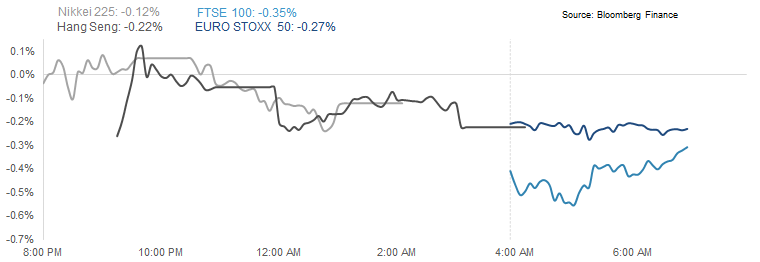 Nikkei 225: -0.12%
FTSE 100: -0.35%
Source: Bloomberg Finance
Hang Seng: -0.22%
EURO STOXX 50: -0.27%
0.1%
0.0%
-0.1%
-0.2%
-0.3%
-0.4%
-0.5%
-0.6%
-0.7%
8:00 PM
10:00 PM
12:00 AM
2:00 AM
4:00 AM
6:00 AM